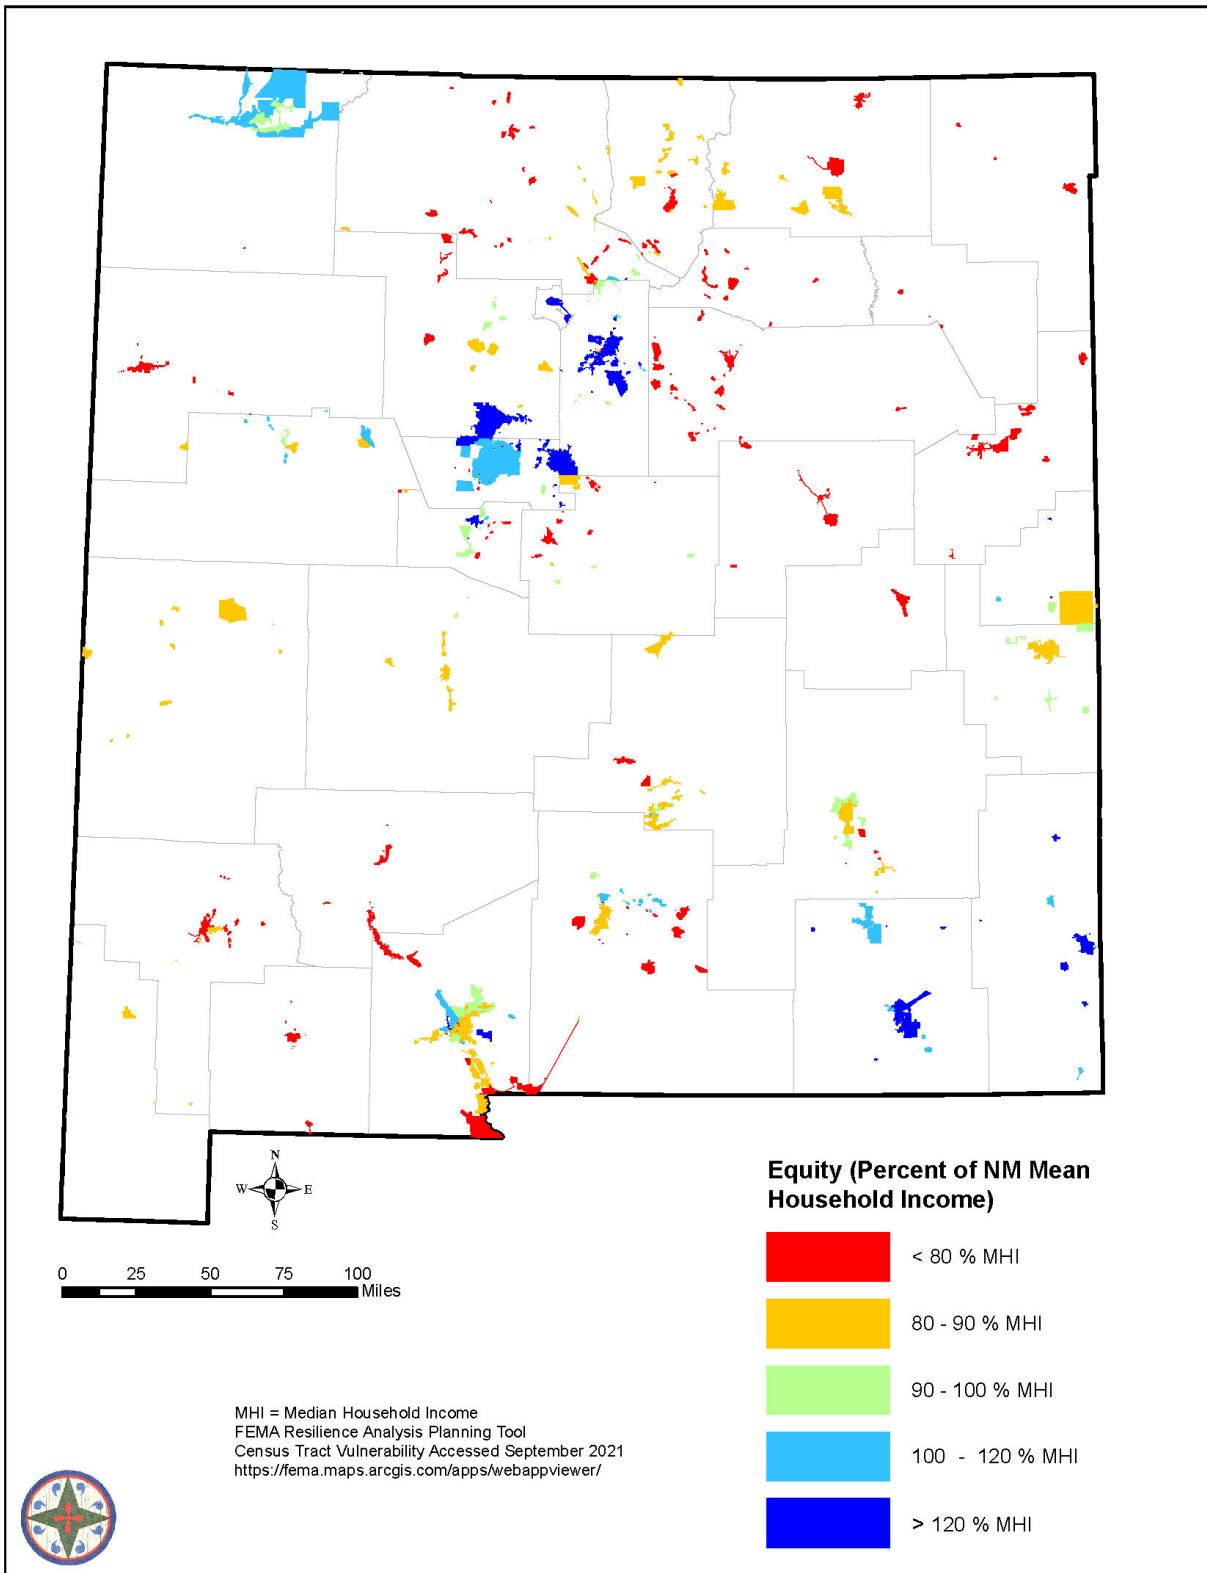 N
W
E
S
0 25 50 75 100
Miles
Equity (Percent of NM Mean
Household Income)
< 80 % MHI
80 - 90 % MHI
90 - 100 % MHI
100 - 120 % MHI
> 120 % MHI
MHI = Median Household Income
FEMA Resilience Analysis Planning Tool
Census Tract Vulnerability Accessed September 2021
https://fema.maps.arcgis.com/apps/webappviewer/